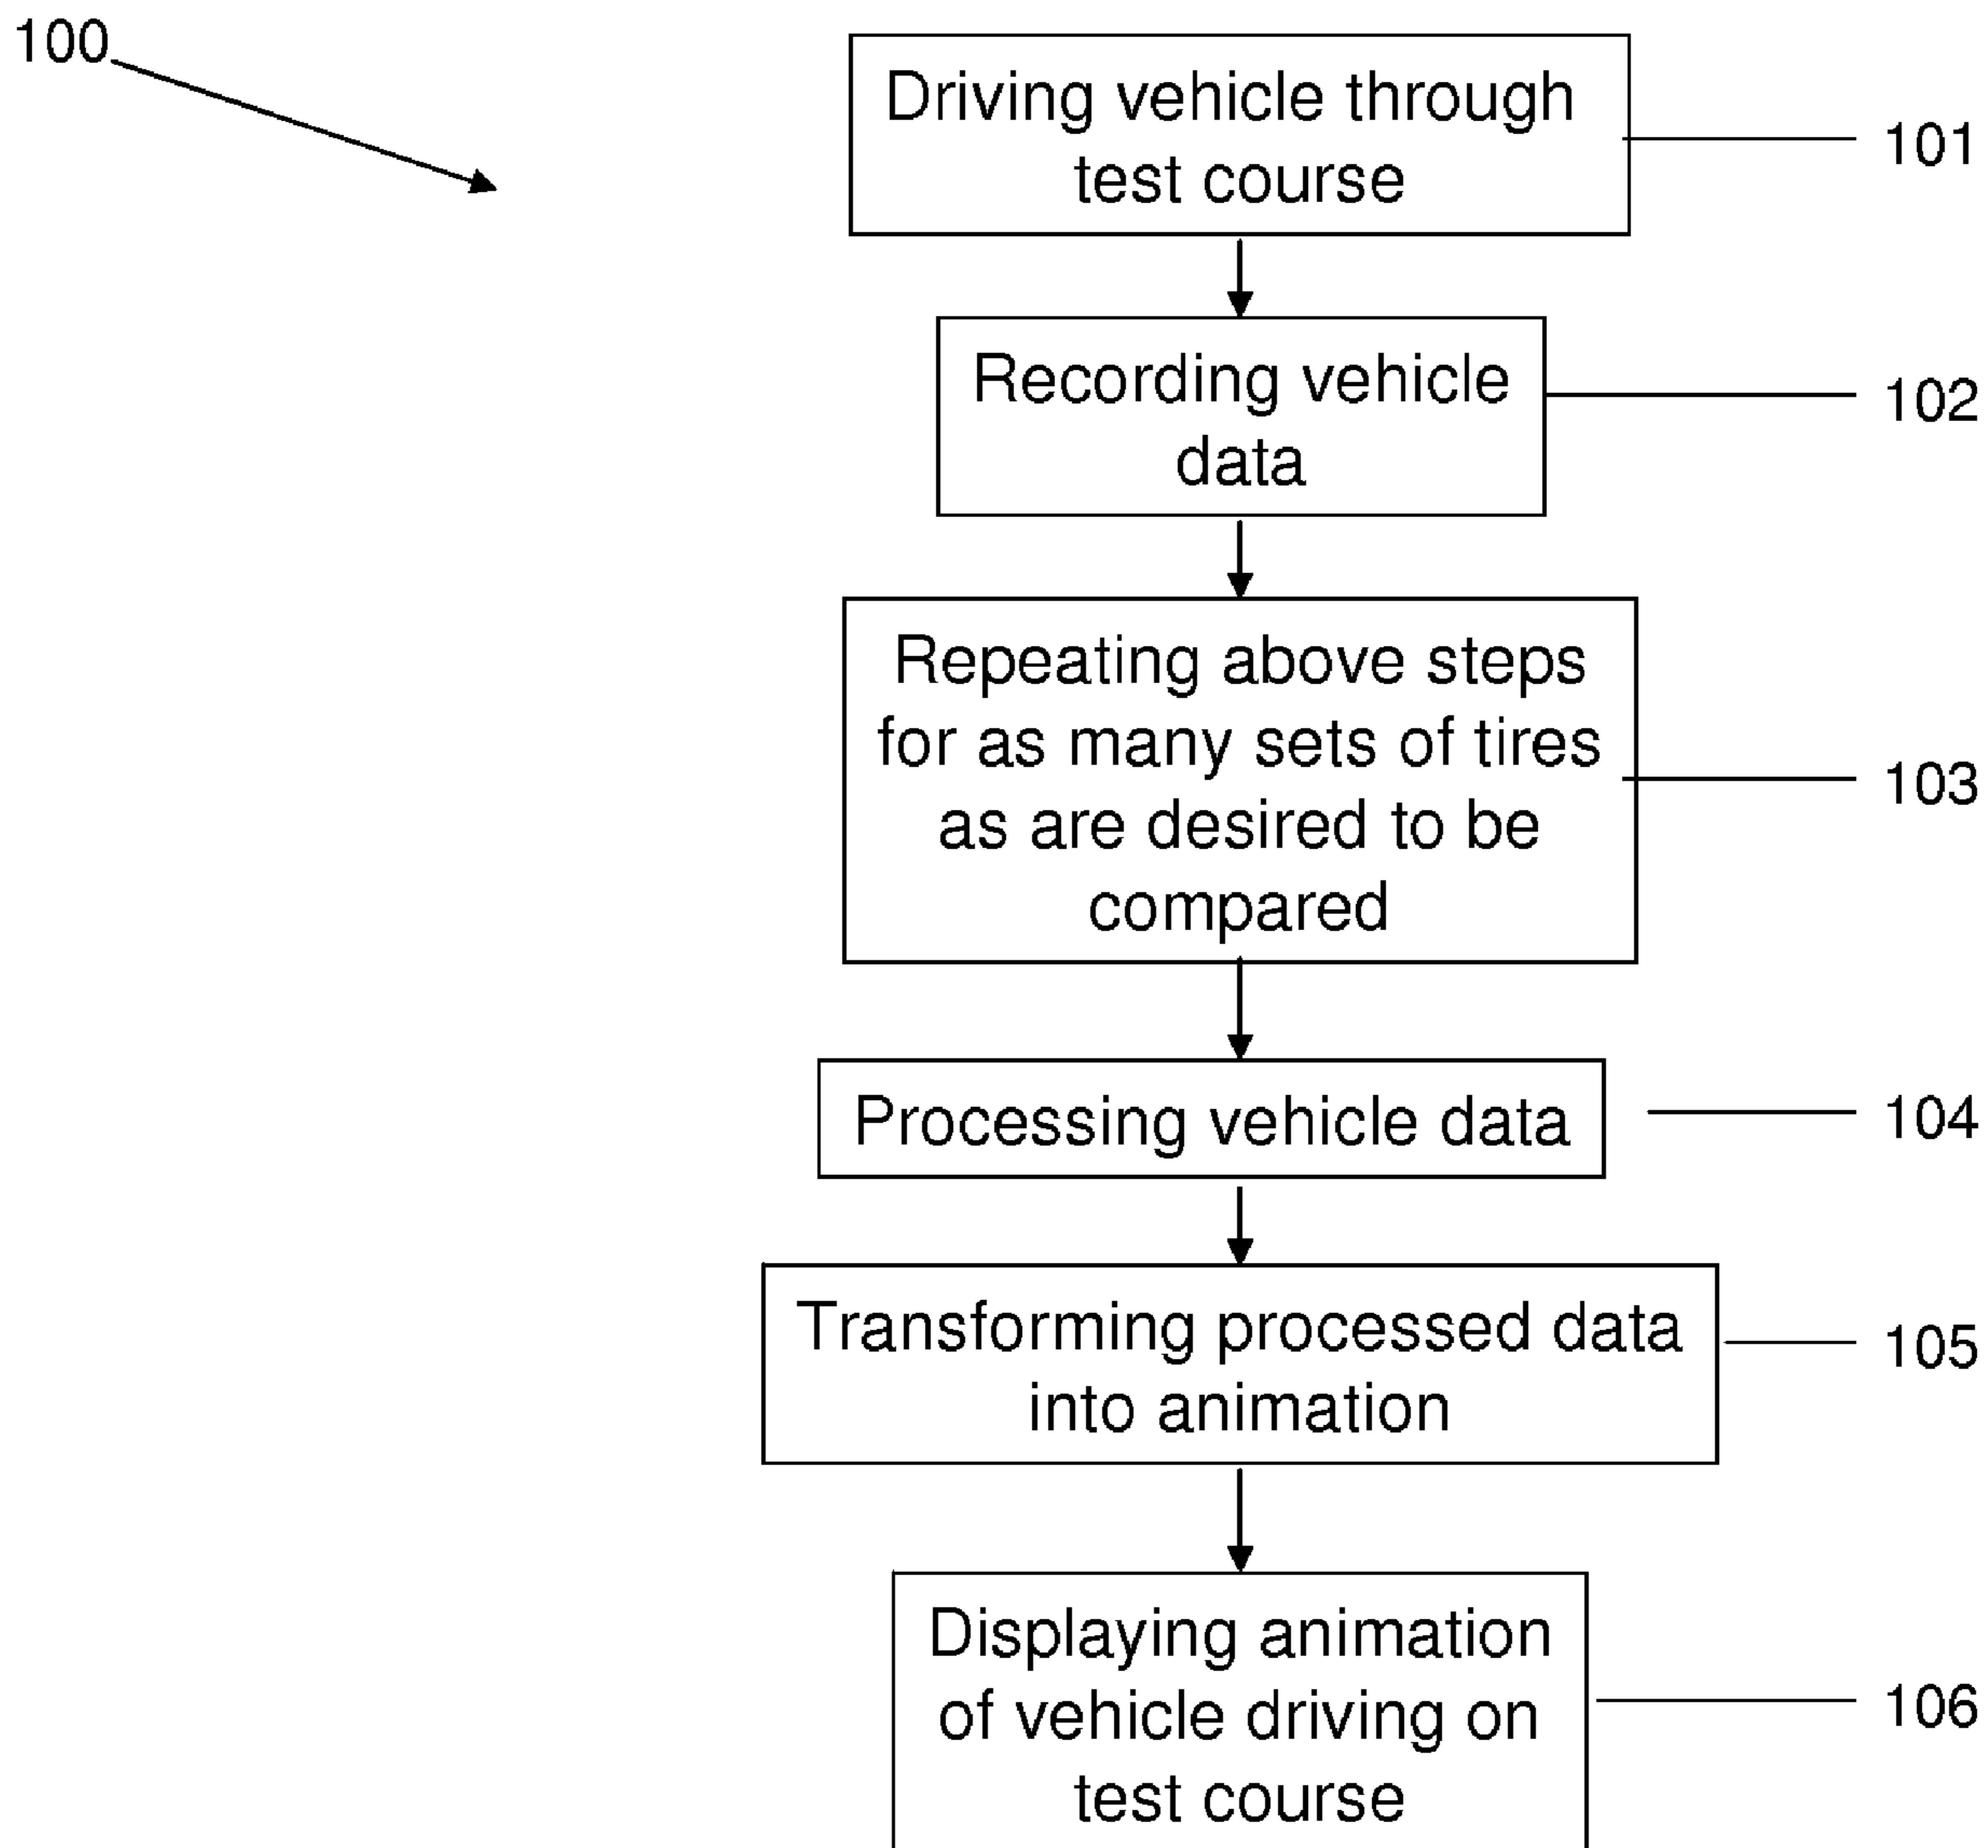 100
Driving vehicle through
test course
101
Recording vehicle
data
102
Repeating above steps
for as many sets of tires
as are desired to be
compared
103
Processing vehicle data
104
Transforming processed data
into animation
105
Displaying animation
of vehicle driving on
test course
106